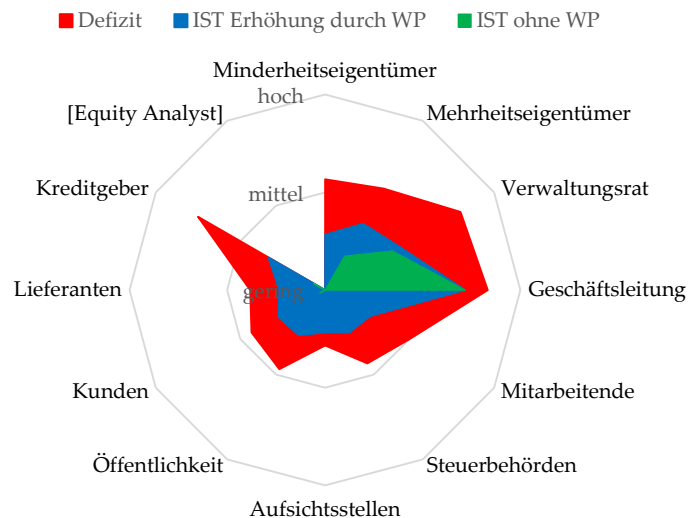 Defizit IST Erhöhung durch WP IST ohne WP
Minderheitseigentümer
hoch
[Equity Analyst]
Mehrheitseigentümer
Kreditgeber
mittel
Verwaltungsrat
Lieferanten
gering
Geschäftsleitung
Kunden
Mitarbeitende
Öffentlichkeit
Steuerbehörden
Aufsichtsstellen